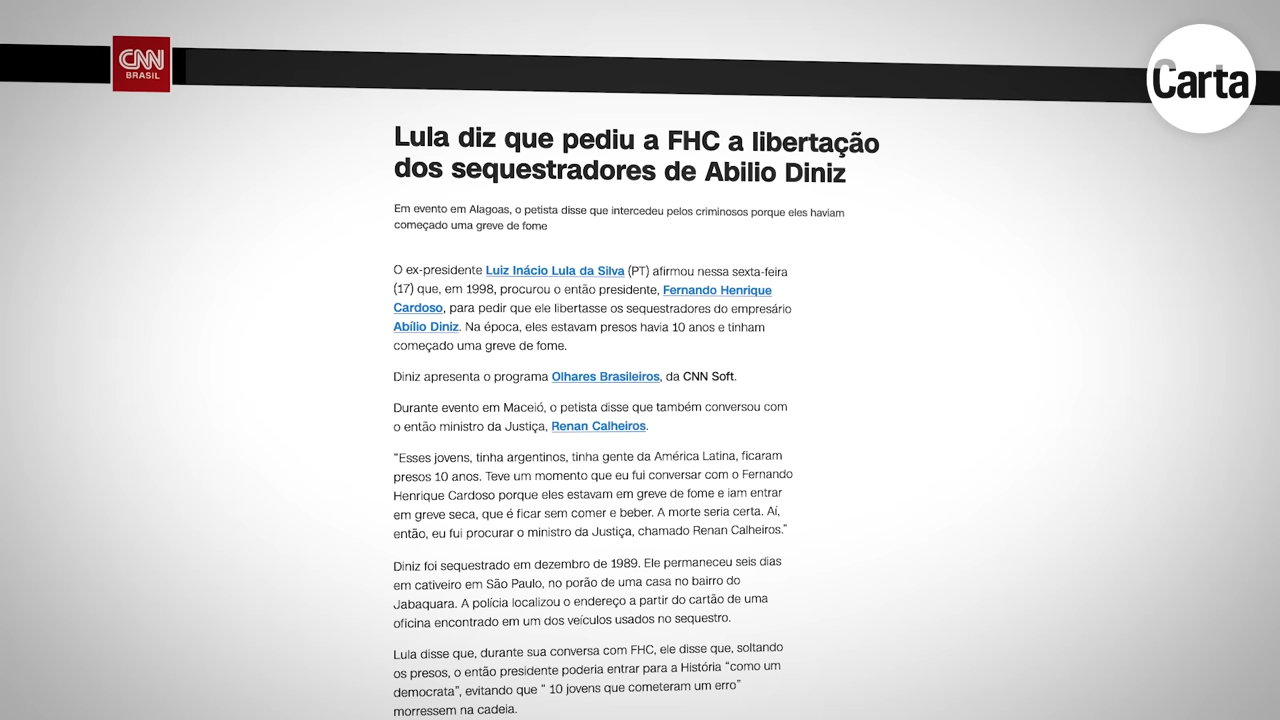 CNN
BRASIL
Carta
Lula diz que pediu a FHC a libertação
dos sequestradores de Abilio Diniz
Em evento em Alagoas, o petista disse que intercedeu pelos criminosos porque eles haviam
começado uma greve de fome
O ex-presidente Luiz Inácio Lula da Silva (PT) afirmou nessa sexta-feira
(17) que, em 1998, procurou o então presidente, Fernando Henrique
Cardoso, para pedir que ele libertasse os sequestradores do empresário
Abílio Diniz. Na época, eles estavam presos havia 10 anos e tinham
começado uma greve de fome.
Diniz apresenta o programa Olhares Brasileiros, da CNN Soft.
Durante evento em Maceió, o petista disse que também conversou com
o então ministro da Justiça, Renan Calheiros.
"Esses jovens, tinha argentinos, tinha gente da América Latina, ficaram
presos 10 anos. Teve um momento que eu fui conversar com o Fernando
Henrique Cardoso porque eles estavam em greve de fome e iam entrar
em greve seca, que é ficar sem comer e beber. A morte seria certa. Aí,
então, eu fui procurar o ministro da Justiça, chamado Renan Calheiros."
Diniz foi sequestrado em dezembro de 1989. Ele permaneceu seis dias
em cativeiro em São Paulo, no porão de uma casa no bairro do
Jabaquara. A polícia localizou o endereço a partir do cartão de uma
oficina encontrado em um dos veículos usados no sequestro.
Lula disse que, durante sua conversa com FHC, ele disse que, soltando
os presos, o então presidente poderia entrar para a História "como um
democrata", evitando que " 10 jovens que cometeram um erro"
morressem na cadeia.